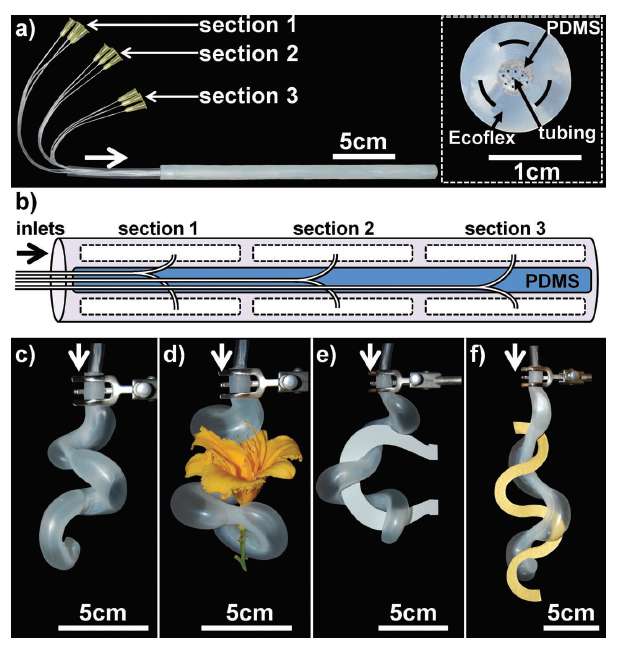 a)
section 1
section 2
section 3
5cm
PDMS
Ecoflex
tubing
1cm
b)
inlets
section 1
section 2
section 3
PDMS
c)
d)
e)
f)
5cm
5cm
5cm
5cm